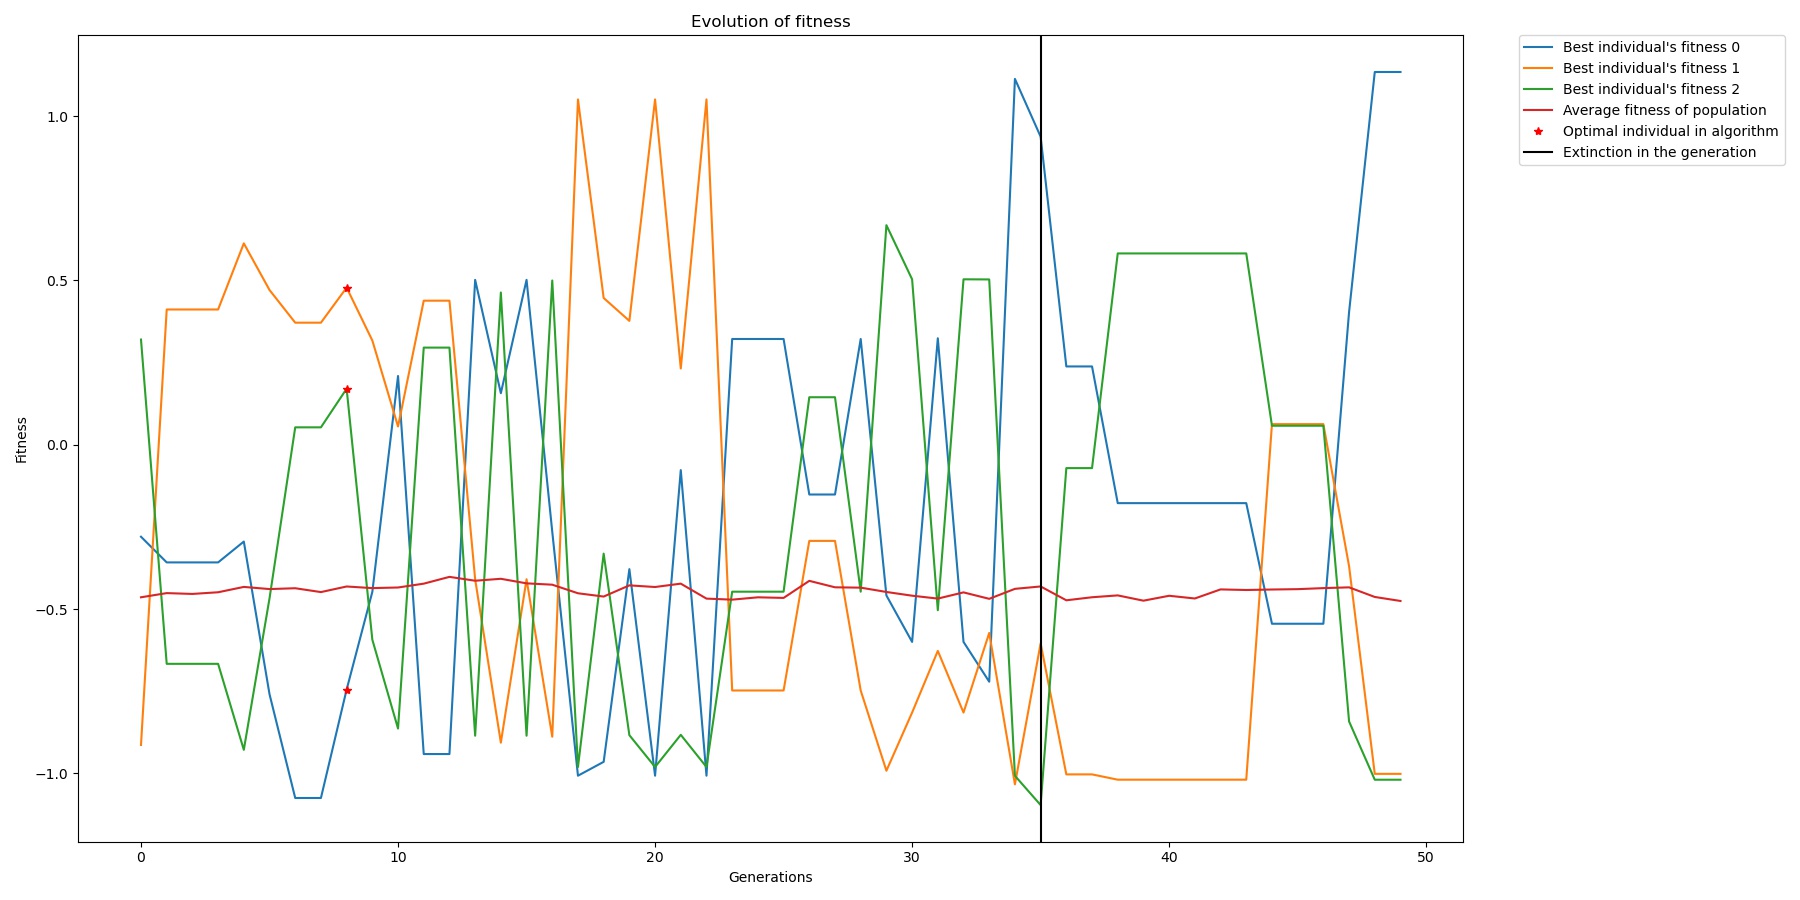 Evolution of fitness
Best individual's fitness 0
Best individual's fitness 1
Best individual's fitness 2
Average fitness of population
Optimal individual in algorithm
Extinction in the generation
Fitness
1.0
0.5
0.0
−0.5
−1.0
0 10 20 30 40 50
Generations